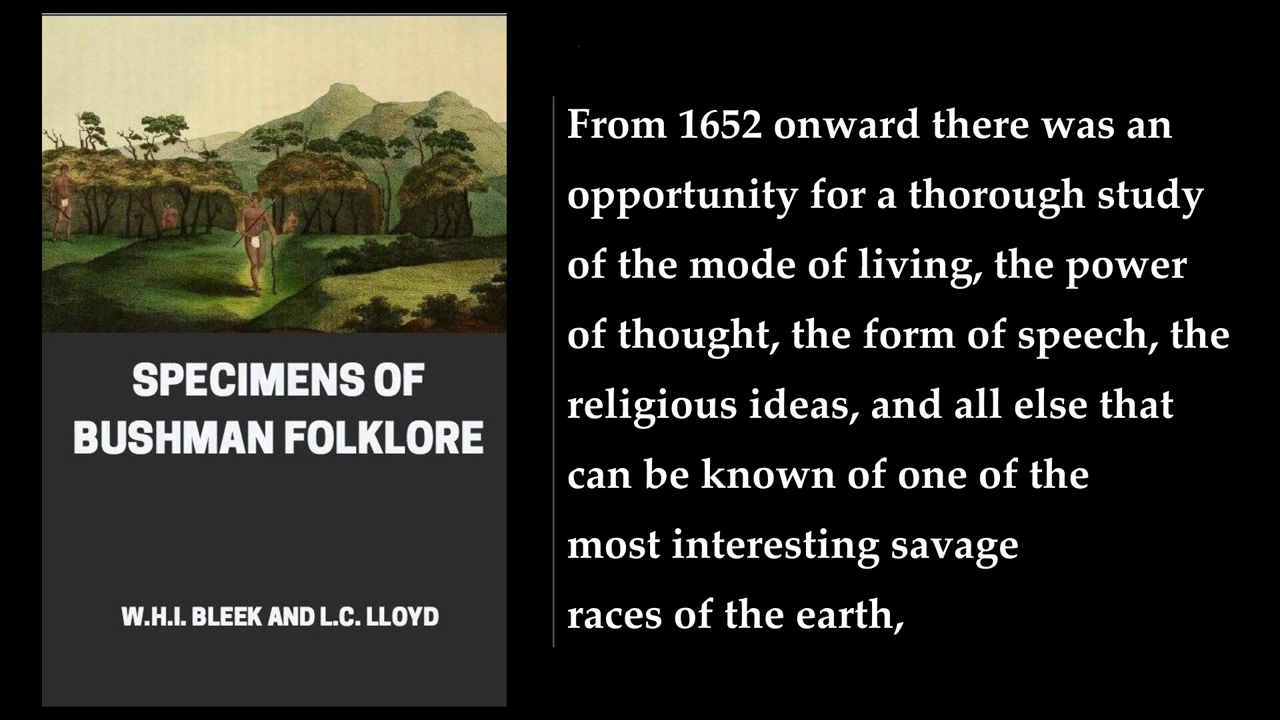 SPECIMENS OF
BUSHMAN FOLKLORE
W.H.I. BLEEK AND L.C. LLOYD
From 1652 onward there was an
opportunity for a thorough study
of the mode of living, the power
of thought, the form of speech, the
religious ideas, and all else that
can be known of one of the
most interesting savage
races of the earth,